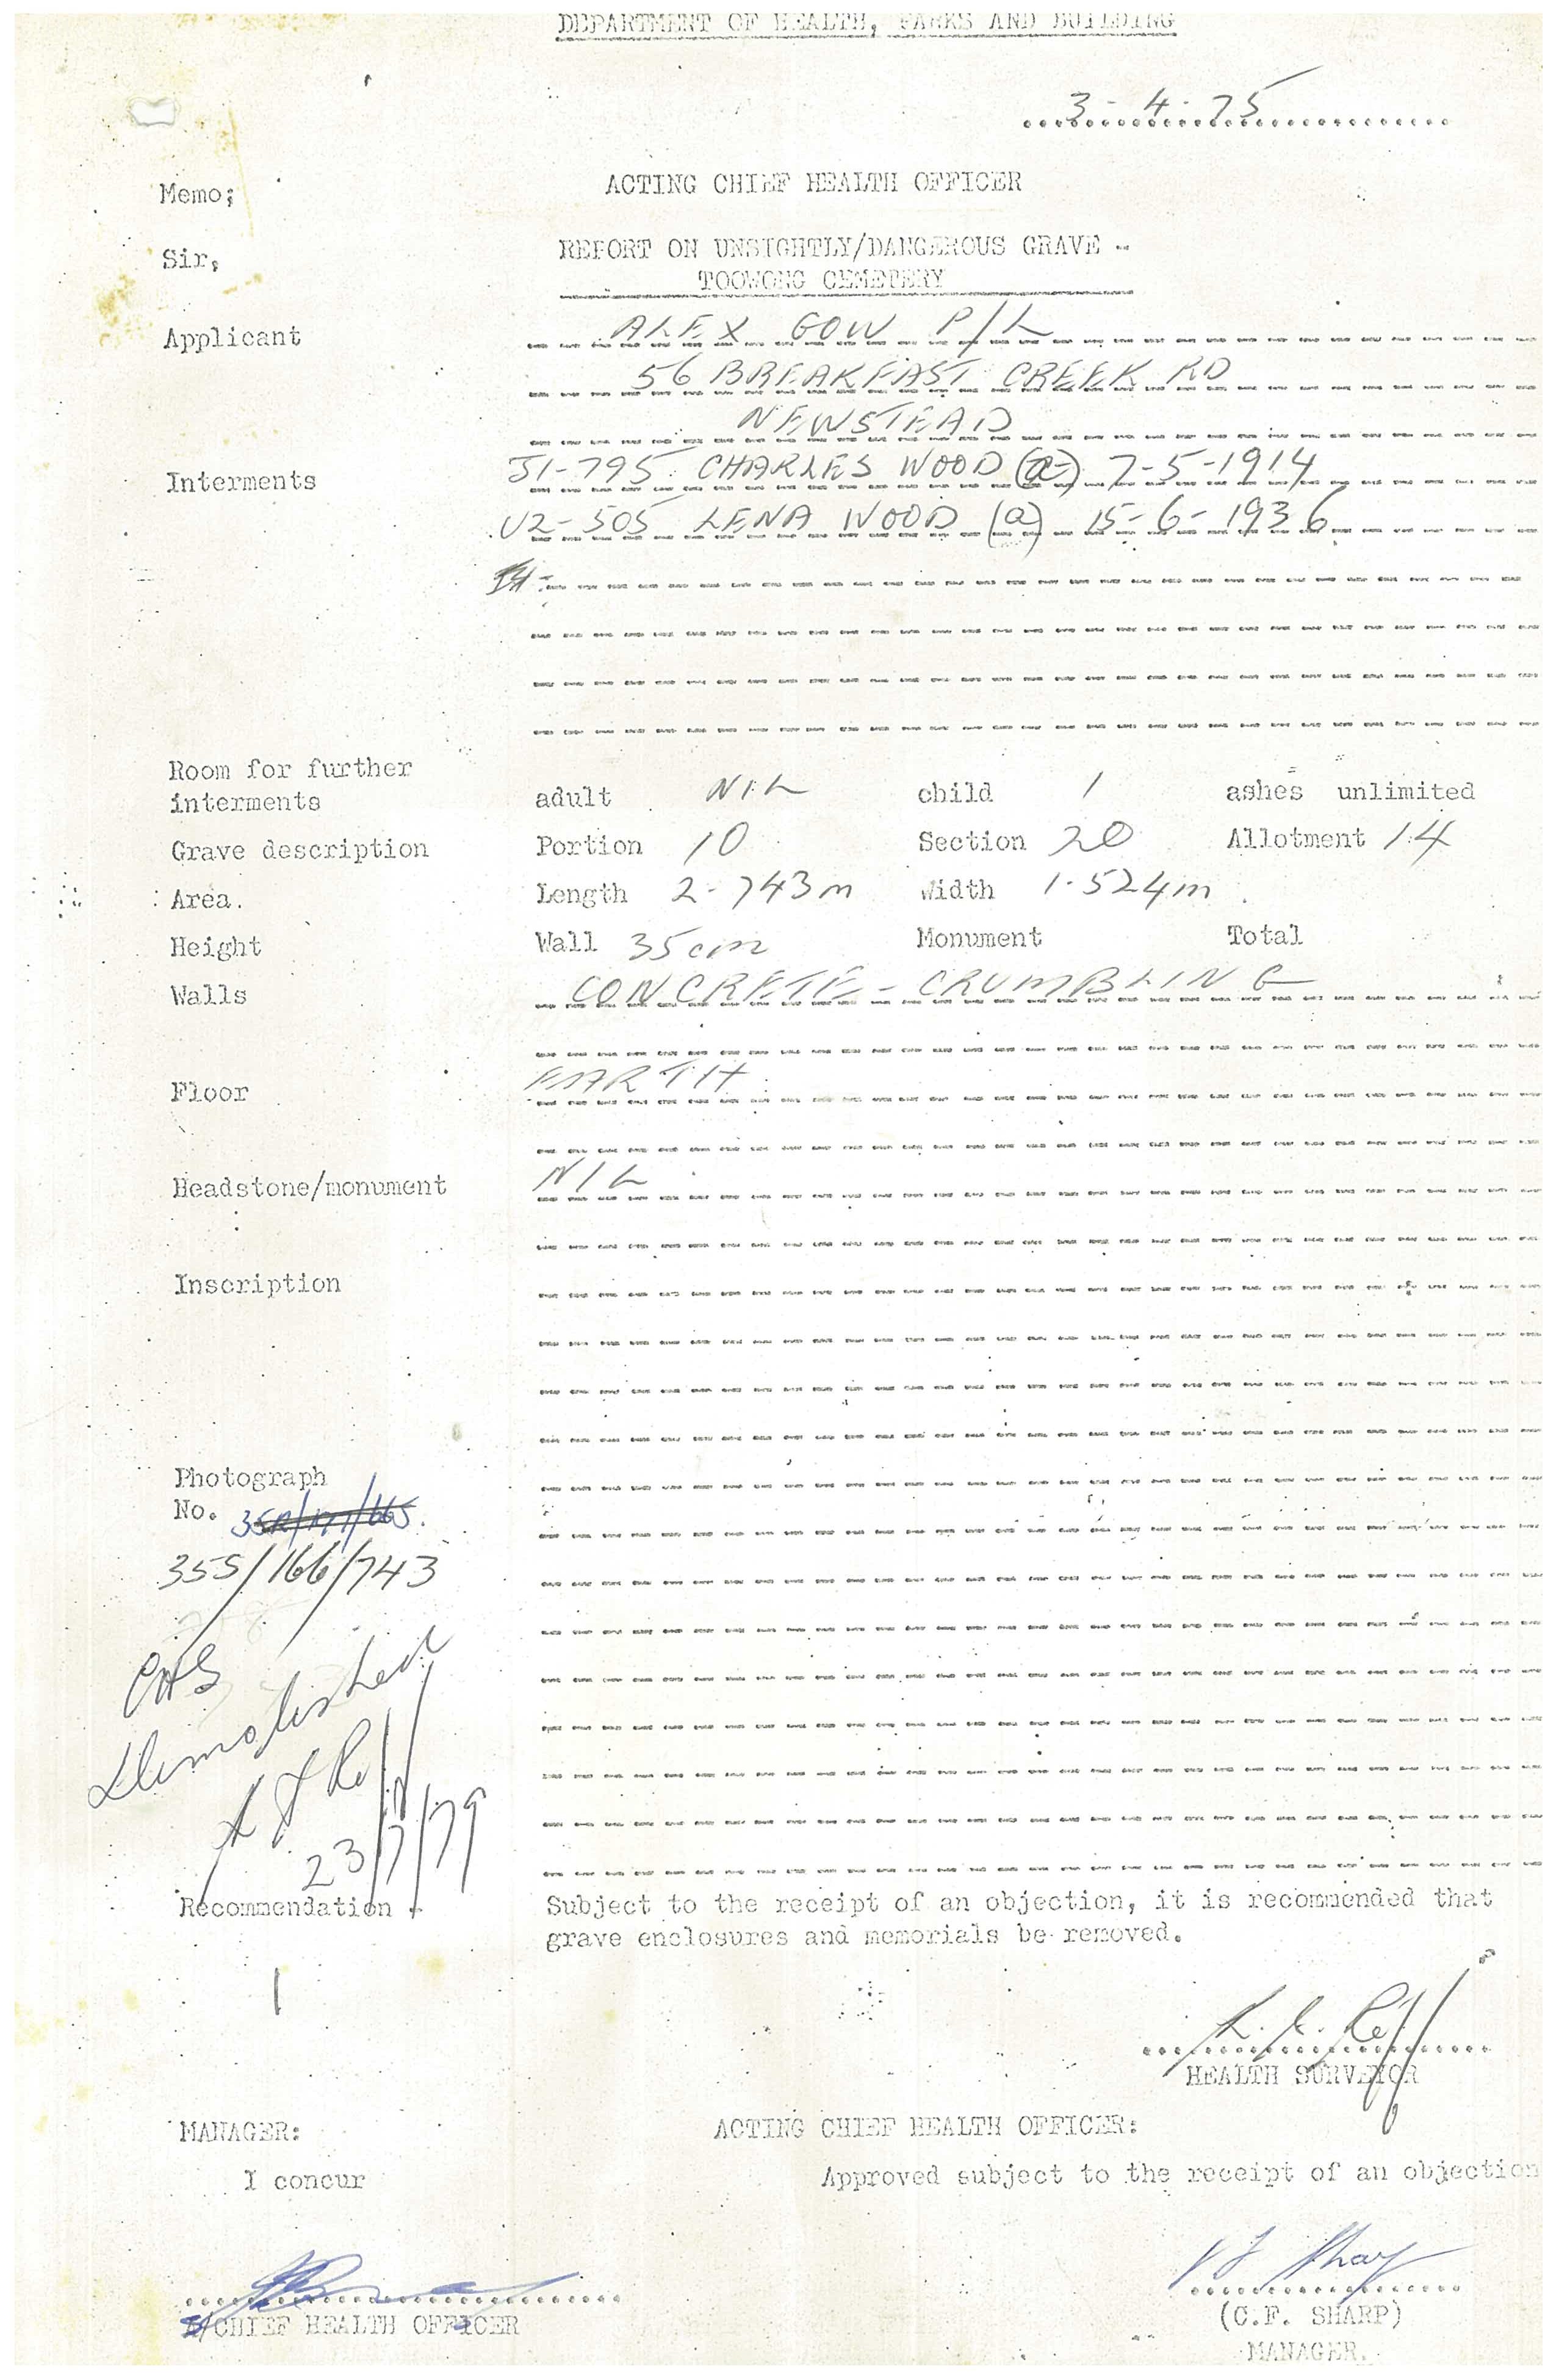 DEPARTMENT OF HEALTH, PARKS AND BUILDING
3-4-75
Memo; ACTING CHIEF HEALTH OFFICER
Sir, REPORT ON UNSIGHTLY/DANGEROUS GRAVE -
TOOWONG CEMETERY
Applicant ALEX GOW P/L
56 BREAKFAST CREEK RD
NEWSTEAD
Interments J1-795 CHARLES WOOD (a) 7-5-1914
U2-505 LENA WOOD (a) 15-6-1936
Room for further
interments adult NIL child 1 ashes unlimited
Grave description Portion 10 Section 20 Allotment 14
Area. Length 2.743m Width 1.524m
Height Wall 35cm Monument Total
Walls CONCRETE - CRUMBLING
Floor EARTH
Headstone/monument NIL
Inscription
Photograph
No.
355/166/743
CHS
Demolished
23/7/79
Recommendation - Subject to the receipt of an objection, it is recommended that
grave enclosures and memorials be removed.
HEALTH SURVEYOR
MANAGER: ACTING CHIEF HEALTH OFFICER:
I concur Approved subject to the receipt of an objection
/CHIEF HEALTH OFFICER (C.F. SHARP)
MANAGER.